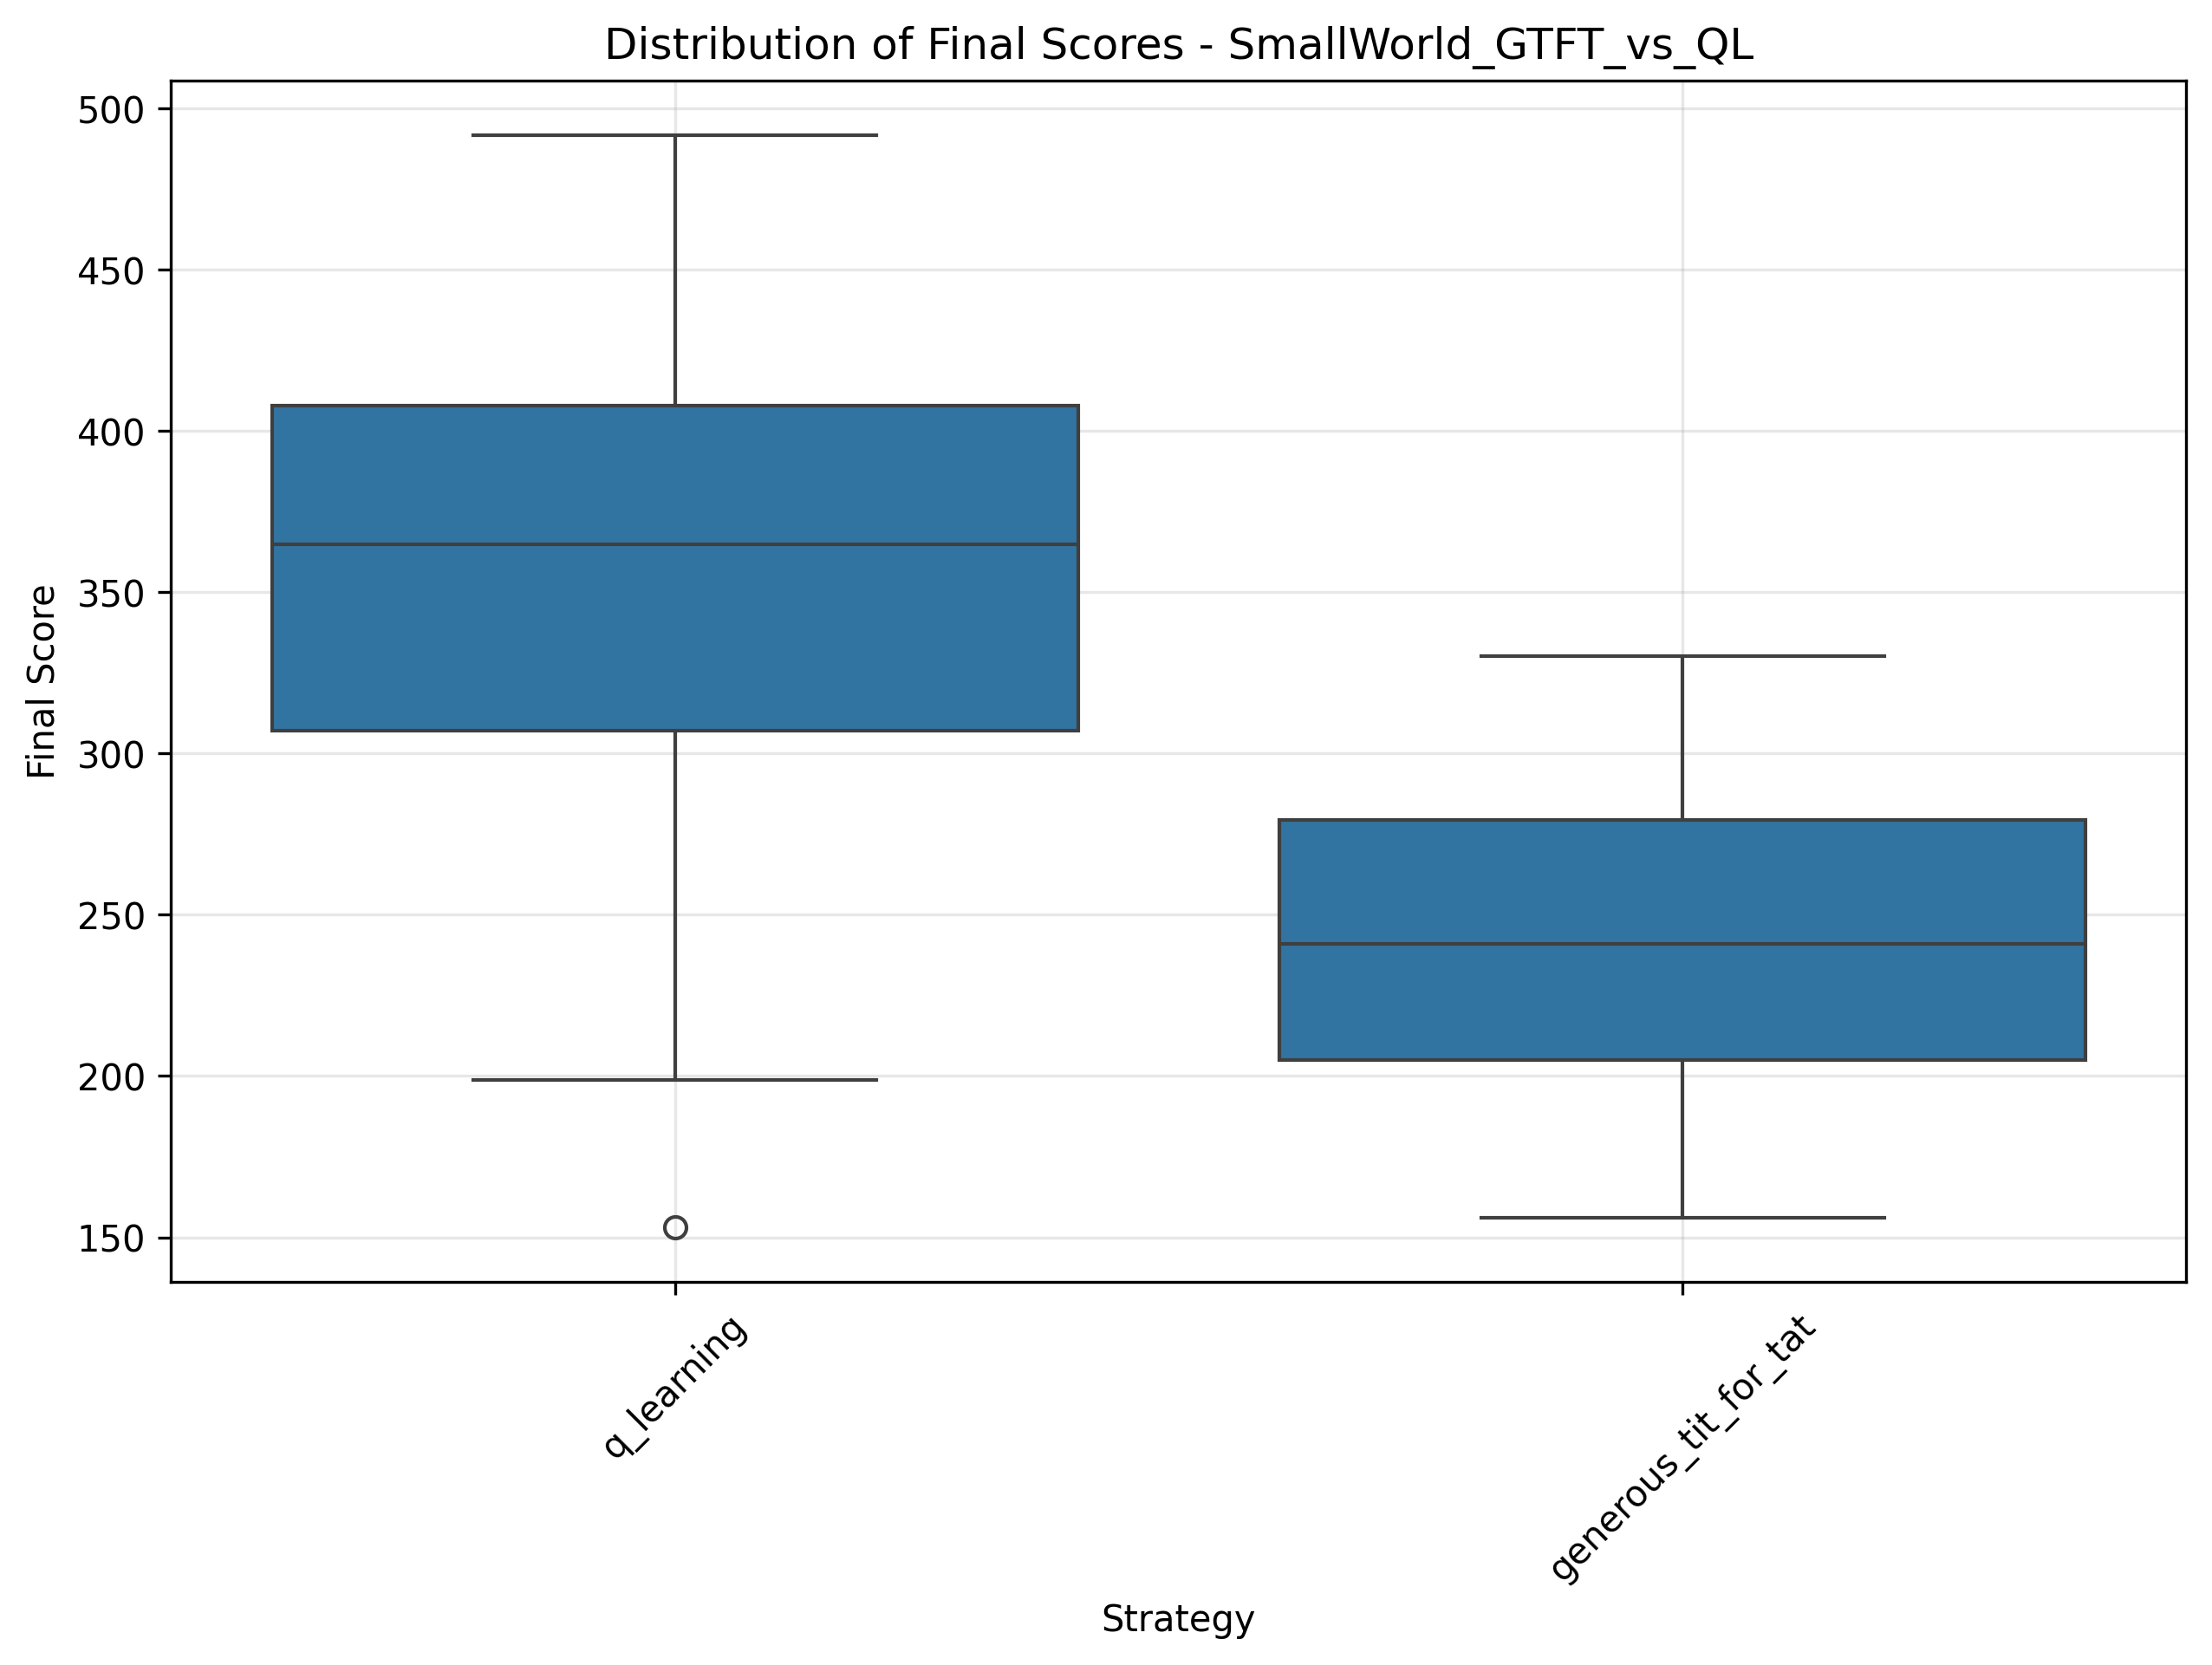 Distribution of Final Scores - SmallWorld_GTFT_vs_QL
Final Score
500
450
400
350
300
250
200
150
q_learning
generous_tit_for_tat
Strategy